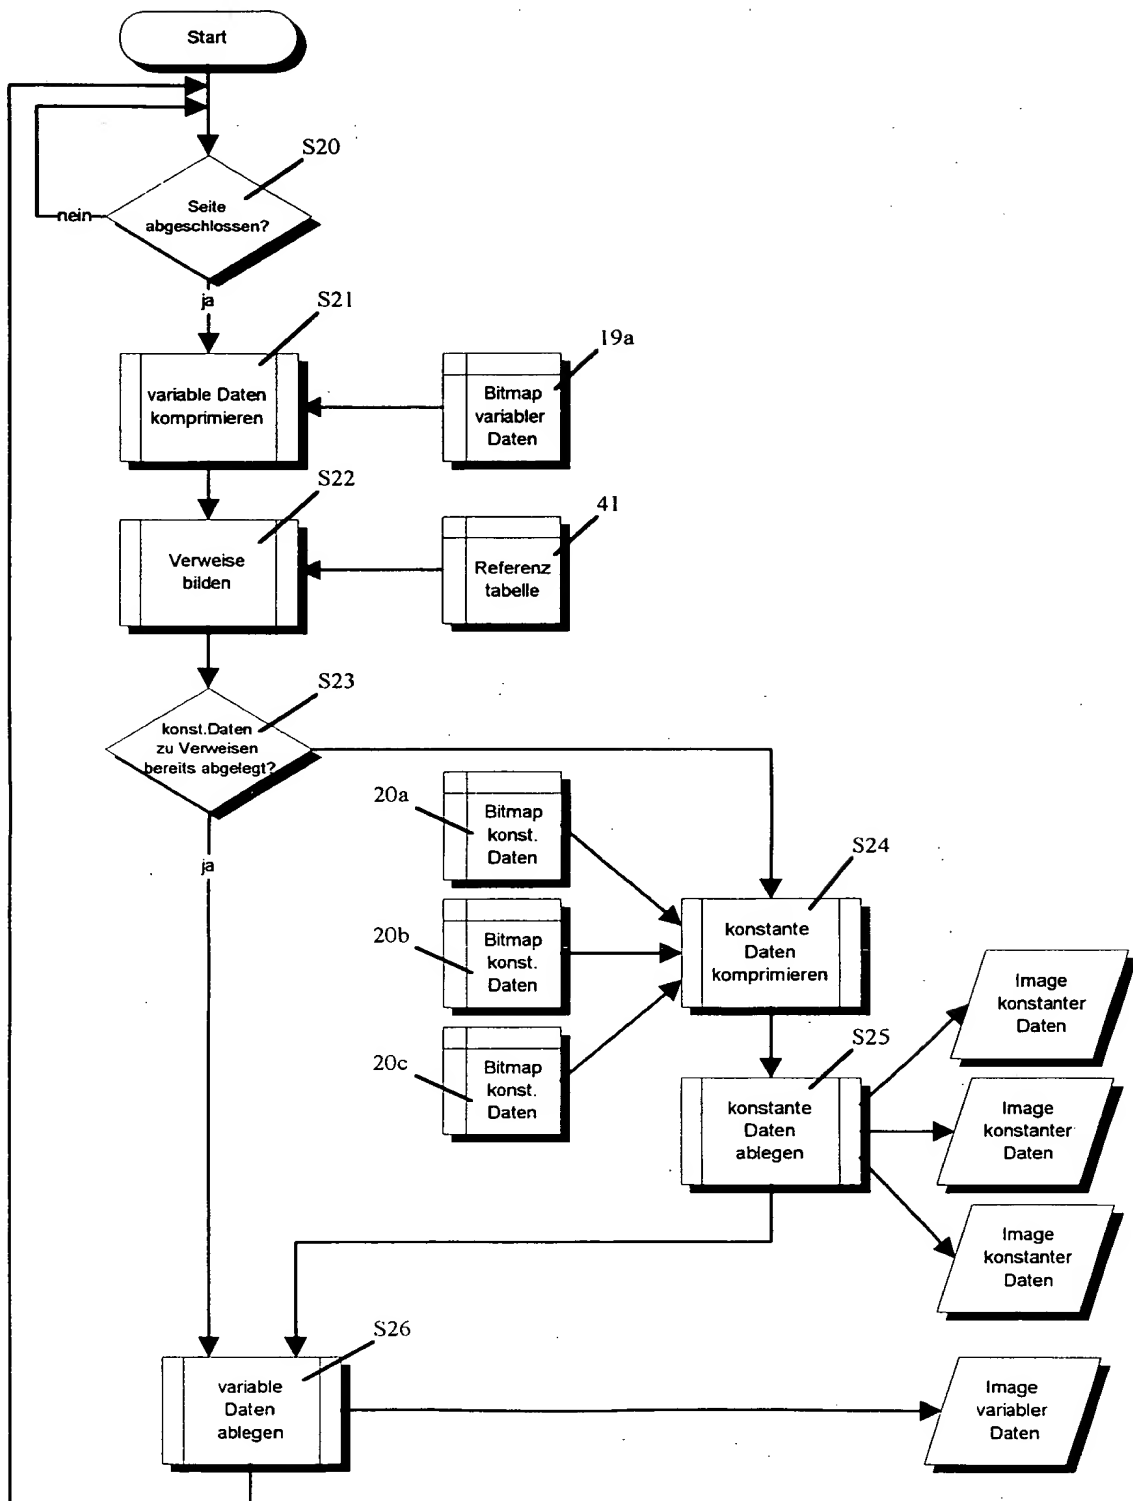 Start
S20
Seite
abgeschlossen?
nein
ja
S21
variable Daten
komprimieren
19a
Bitmap
variabler
Daten
S22
Verweise
bilden
41
Referenz
tabelle
S23
konst.Daten
zu Verweisen
bereits abgelegt?
ja
20a
Bitmap
konst.
Daten
20b
Bitmap
konst.
Daten
20c
Bitmap
konst.
Daten
S24
konstante
Daten
komprimieren
S25
konstante
Daten
ablegen
Image
konstanter
Daten
Image
konstanter
Daten
Image
konstanter
Daten
S26
variable
Daten
ablegen
Image
variabler
Daten